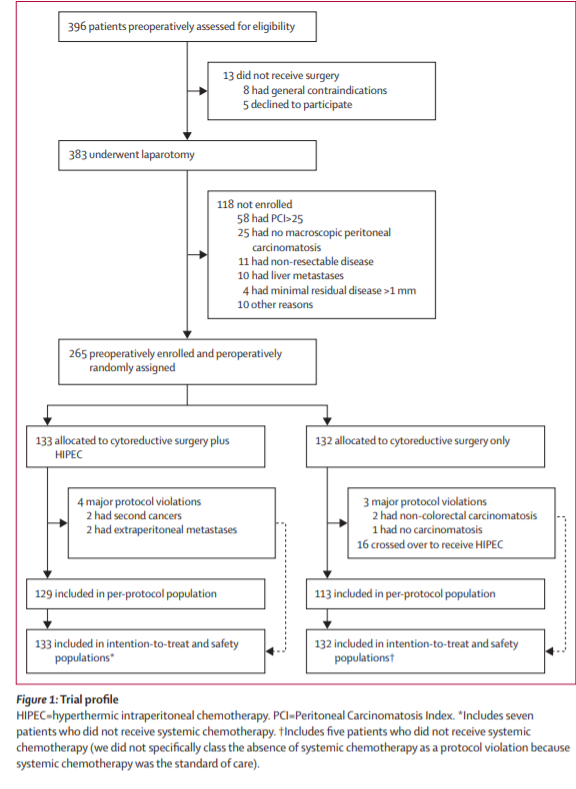 396 patients preoperatively assessed for eligibility
13 did not receive surgery
8 had general contraindications
5 declined to participate
383 underwent laparotomy
118 not enrolled
58 had PCI>25
25 had no macroscopic peritoneal
carcinomatosis
11 had non-resectable disease
10 had liver metastases
4 had minimal residual disease >1 mm
10 other reasons
265 preoperatively enrolled and peroperatively
randomly assigned
133 allocated to cytoreductive surgery plus
HIPEC
132 allocated to cytoreductive surgery only
4 major protocol violations
2 had second cancers
2 had extraperitoneal metastases
3 major protocol violations
2 had non-colorectal carcinomatosis
1 had no carcinomatosis
16 crossed over to receive HIPEC
129 included in per-protocol population
113 included in per-protocol population
133 included in intention-to-treat and safety
populations*
132 included in intention-to-treat and safety
populations†
Figure 1: Trial profile
HIPEC=hyperthermic intraperitoneal chemotherapy. PCI=Peritoneal Carcinomatosis Index. *Includes seven
patients who did not receive systemic chemotherapy. †Includes five patients who did not receive systemic
chemotherapy (we did not specifically class the absence of systemic chemotherapy as a protocol violation because
systemic chemotherapy was the standard of care).